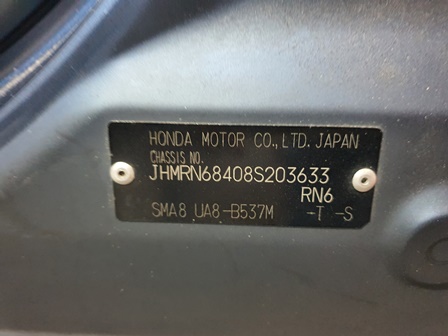 HONDA MOTOR CO.,LTD. JAPAN
CHASSIS NO.
JHMRN68408S203633
RN6
SMA8 UA8-B537M -T -S